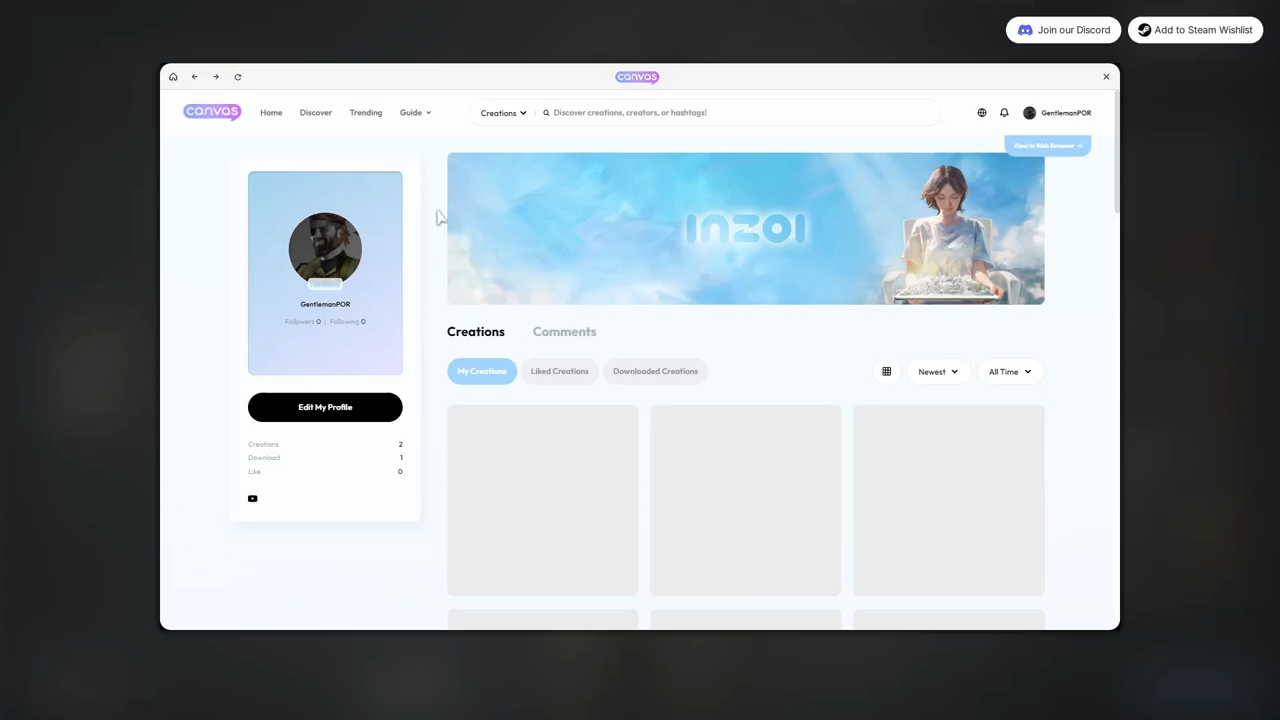 Join our Discord
Add to Steam Wishlist
canvas
canvas
Home
Discover
Trending
Guide
Creations
Discover creations, creators, or hashtags!
GentlemanPOR
View in Web Browser
inZOI
GentlemanPOR
Followers 0 | Following 0
Edit My Profile
Creations 2
Download 1
Like 0
Creations
Comments
My Creations
Liked Creations
Downloaded Creations
Newest
All Time